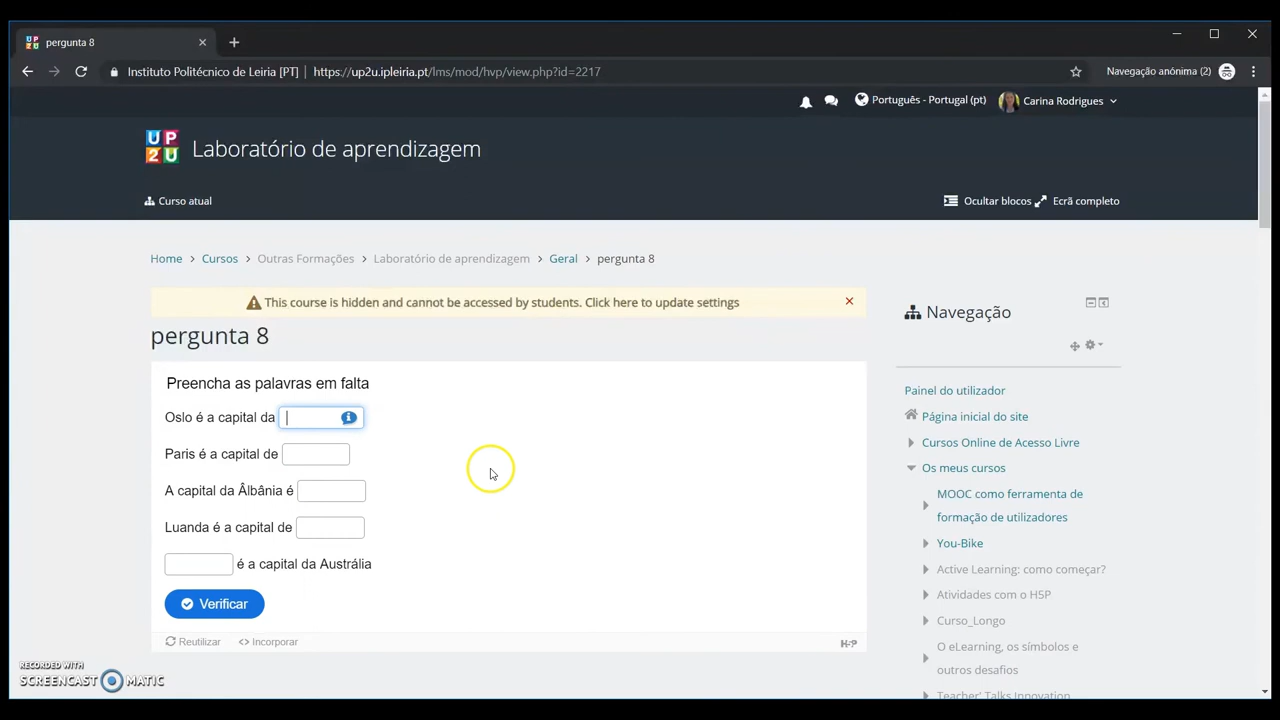 pergunta 8
Instituto Politécnico de Leiria [PT] | https://up2u.ipleiria.pt/lms/mod/hvp/view.php?id=2217
Navegação anónima (2)
Português - Portugal (pt)
Carina Rodrigues
UP2U
Laboratório de aprendizagem
Curso atual
Ocultar blocos
Ecrã completo
Home > Cursos > Outras Formações > Laboratório de aprendizagem > Geral > pergunta 8
This course is hidden and cannot be accessed by students. Click here to update settings
pergunta 8
Preencha as palavras em falta
Oslo é a capital da
Paris é a capital de
A capital da Âlbânia é
Luanda é a capital de
é a capital da Austrália
Verificar
Reutilizar
<> Incorporar
H5P
Navegação
Painel do utilizador
Página inicial do site
Cursos Online de Acesso Livre
Os meus cursos
MOOC como ferramenta de
formação de utilizadores
You-Bike
Active Learning: como começar?
Atividades com o H5P
Curso_Longo
O eLearning, os símbolos e
outros desafios
Teacher' Talks Innovation
RECORDED WITH
SCREENCAST MATIC